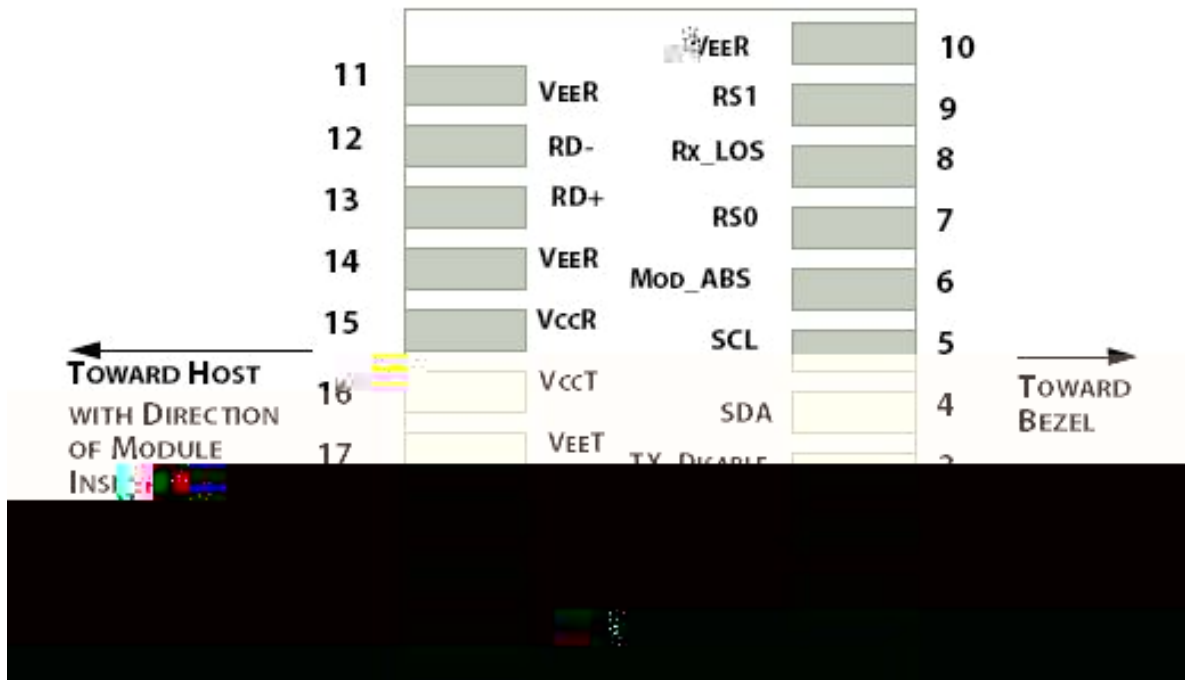 VEER 10
11 VEER RS1 9
12 RD- Rx_LOS 8
13 RD+ RS0 7
14 VEER MOD_ABS 6
15 VCCR SCL 5
TOWARD HOST
16 VCCT SDA 4
TOWARD
BEZEL
WITH DIRECTION
OF MODULE
17 VEET